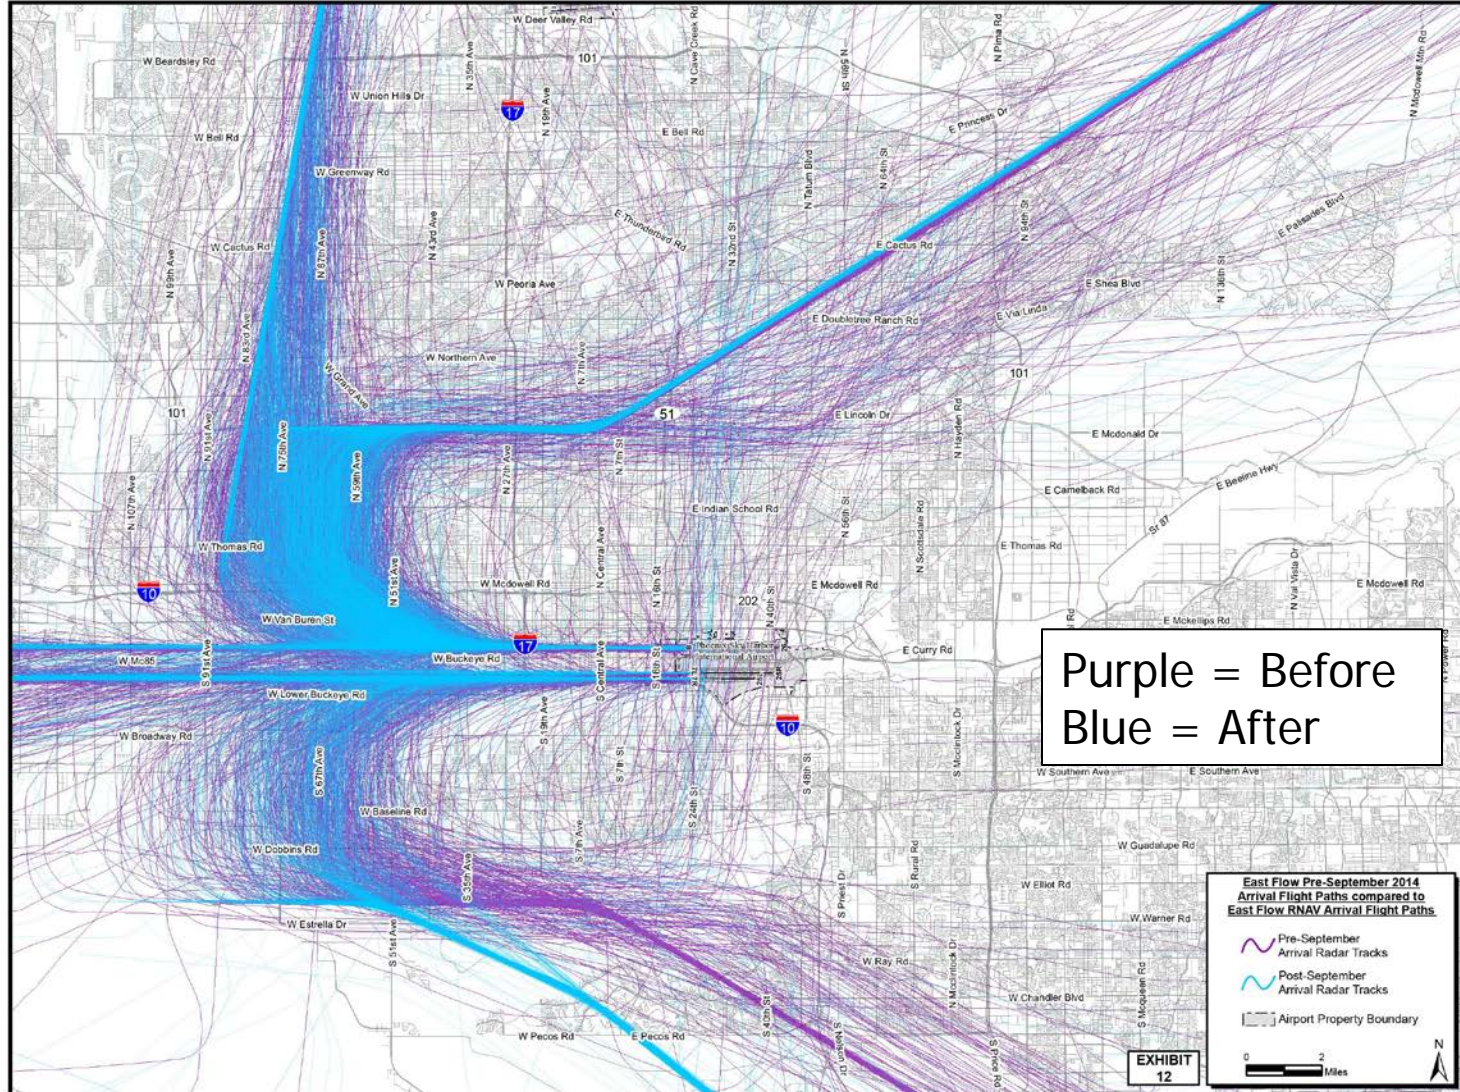 W Deer Valley Rd
N Cave Creek Rd
N Pima Rd
N Mcdowell Mtn Rd
W Beardsley Rd
N 35th Ave
101
N 56th St
W Union Hills Dr
17
N 19th Ave
E Princess Dr
W Bell Rd
E Bell Rd
W Greenway Rd
N Tatum Blvd
N 64th St
E Thunderbird Rd
N 94th St
E Palisades Blvd
W Cactus Rd
N 67th Ave
N 43rd Ave
N 32nd St
E Cactus Rd
N 99th Ave
W Peoria Ave
E Shea Blvd
N 136th St
N 83rd Ave
E Doubletree Ranch Rd
E Via Linda
W Northern Ave
N 7th Ave
W Grand Ave
101
101
51
E Lincoln Dr
N Hayden Rd
N 91st Ave
N 75th Ave
N 59th Ave
N 27th Ave
N 7th St
E Mcdonald Dr
N 107th Ave
E Indian School Rd
N 56th St
N Scottsdale Rd
E Camelback Rd
E Beeline Hwy
Sr 87
W Thomas Rd
E Thomas Rd
N 51st Ave
W Mcdowell Rd
N Central Ave
N 16th St
E Mcdowell Rd
N Val Vista Dr
E Mcdowell Rd
10
202
N 40th St
W Van Buren St
E Mckellips Rd
17
Phoenix Sky Harbor
International Airport
W Mc85
S 91st Ave
W Buckeye Rd
S Central Ave
S 16th St
E Curry Rd
N Power Rd
W Lower Buckeye Rd
Purple = Before
Blue = After
W Broadway Rd
S 19th Ave
10
S Mcclintock Dr
S 67th Ave
S 7th St
S 48th St
W Southern Ave
E Southern Ave
W Baseline Rd
S 24th St
W Dobbins Rd
S 7th Ave
S 35th Ave
S Priest Dr
S Rural Rd
W Guadalupe Rd
W Elliot Rd
W Estrella Dr
S 51st Ave
W Warner Rd
W Ray Rd
N Mcclintock Dr
S Mcqueen Rd
S 40th St
W Chandler Blvd
W Pecos Rd
E Pecos Rd
S Nelson Dr
S Price Rd
East Flow Pre-September 2014
Arrival Flight Paths compared to
East Flow RNAV Arrival Flight Paths
Pre-September
Arrival Radar Tracks
Post-September
Arrival Radar Tracks
Airport Property Boundary
0 2
Miles
N
EXHIBIT
12